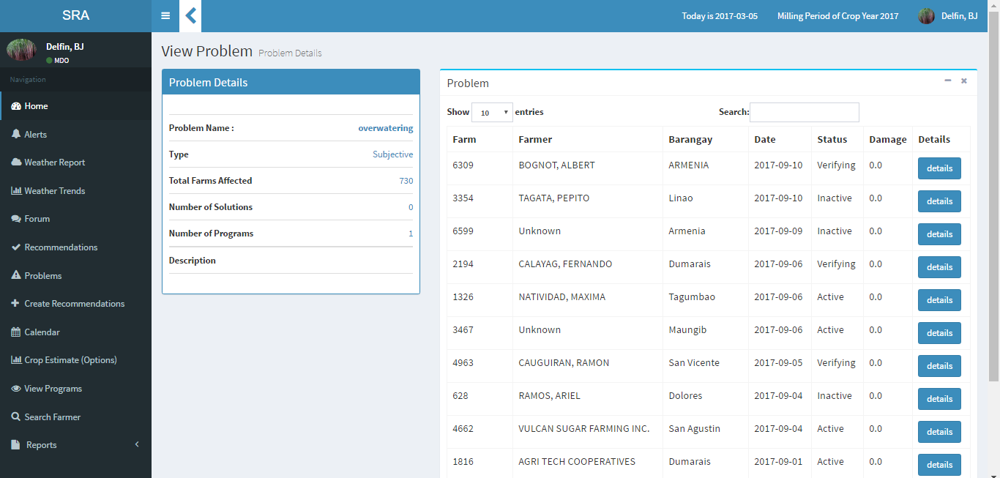 SRA
Today is 2017-03-05 Milling Period of Crop Year 2017 Delfin, BJ
Delfin, BJ
MDO
Navigation
Home
Alerts
Weather Report
Weather Trends
Forum
Recommendations
Problems
Create Recommendations
Calendar
Crop Estimate (Options)
View Programs
Search Farmer
Reports
View Problem Problem Details
Problem Details
Problem Name : overwatering
Type Subjective
Total Farms Affected 730
Number of Solutions 0
Number of Programs 1
Description
Problem
Show 10 entries Search:
Farm Farmer Barangay Date Status Damage Details
6309 BOGNOT, ALBERT ARMENIA 2017-09-10 Verifying 0.0 details
3354 TAGATA, PEPITO Linao 2017-09-10 Inactive 0.0 details
6599 Unknown Armenia 2017-09-09 Inactive 0.0 details
2194 CALAYAG, FERNANDO Dumarais 2017-09-06 Verifying 0.0 details
1326 NATIVIDAD, MAXIMA Tagumbao 2017-09-06 Active 0.0 details
3467 Unknown Maungib 2017-09-06 Active 0.0 details
4963 CAUGUIRAN, RAMON San Vicente 2017-09-05 Verifying 0.0 details
628 RAMOS, ARIEL Dolores 2017-09-04 Inactive 0.0 details
4662 VULCAN SUGAR FARMING INC. San Agustin 2017-09-04 Active 0.0 details
1816 AGRI TECH COOPERATIVES Dumarais 2017-09-01 Active 0.0 details